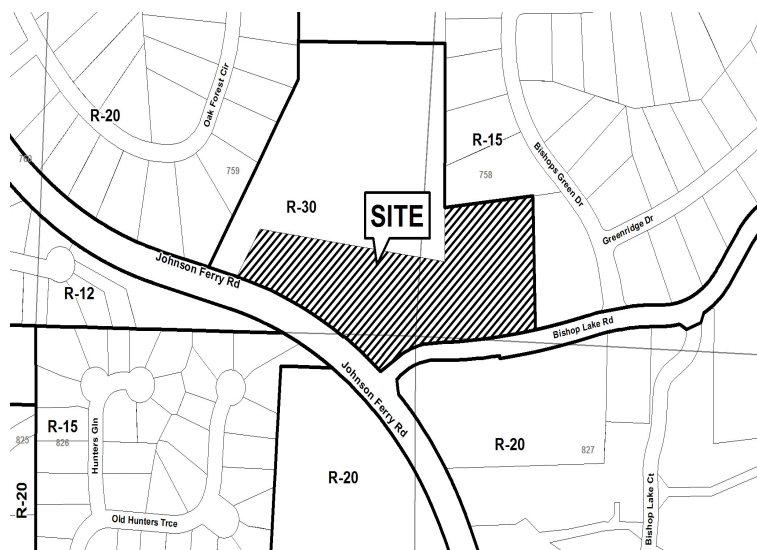 Oak Forest Cir
R-20
R-15
759
758
R-30
SITE
Bishops Green Dr
Greenridge Dr
Johnson Ferry Rd
R-12
Bishop Lake Rd
Johnson Ferry Rd
R-15
825
826
Hunters Gln
R-20
827
R-20
R-20
Old Hunters Trce
Bishop Lake Ct